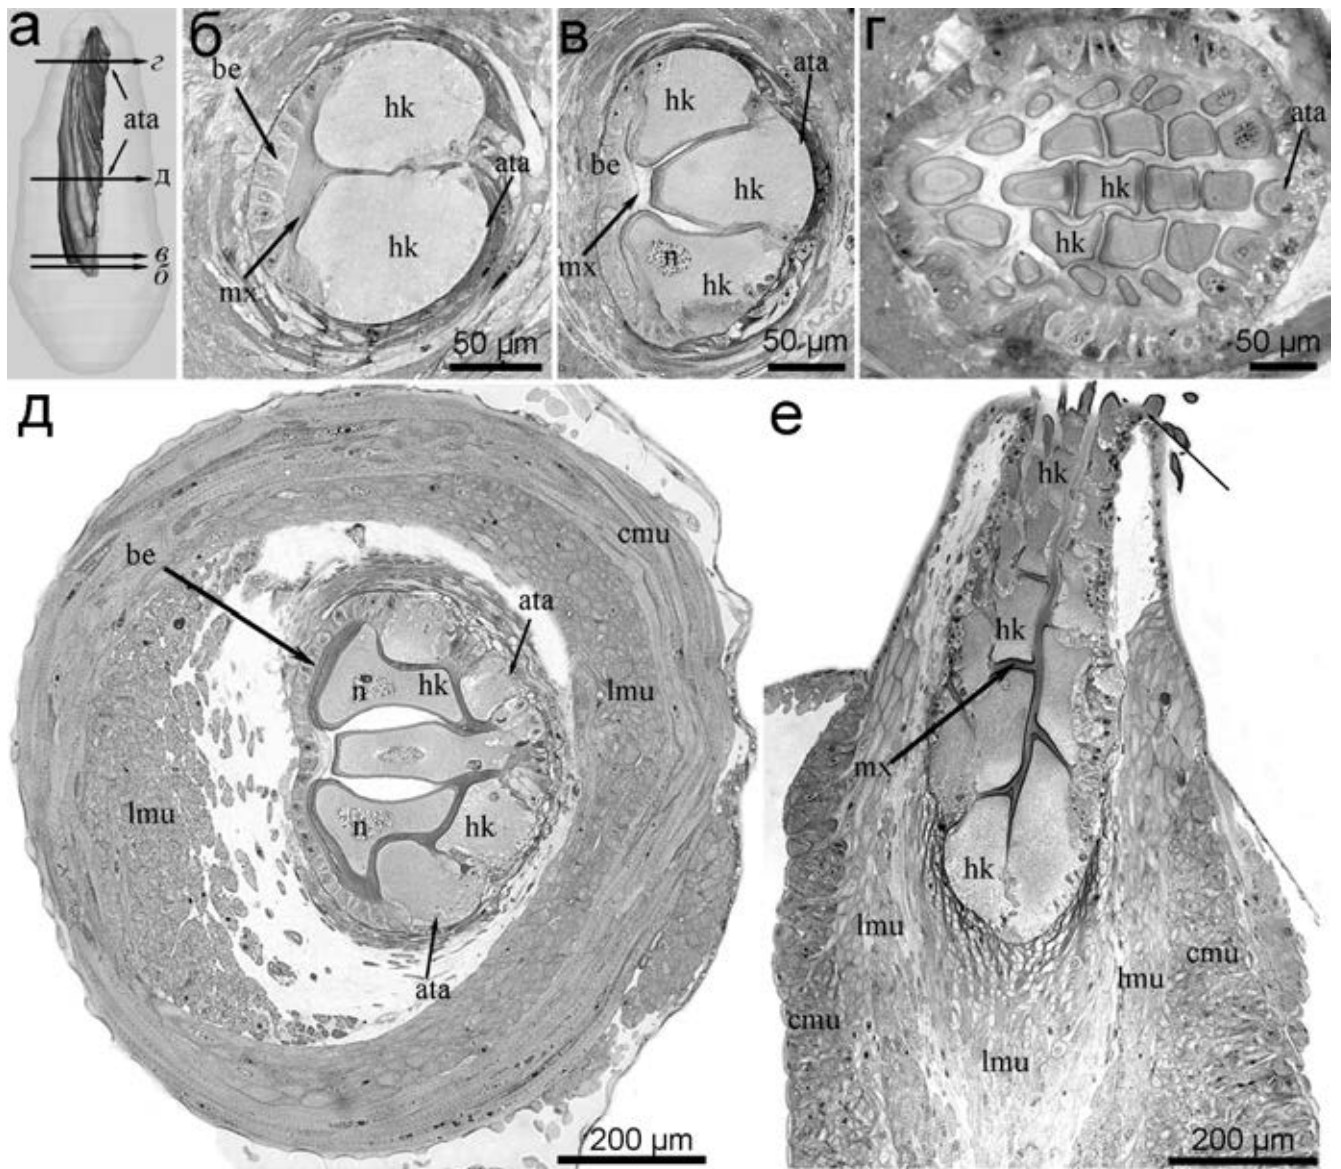 а
г
ata
д
в
б
б
be
hk
ata
hk
mx
50 µm
в
ata
hk
be
hk
mx
n
hk
50 µm
г
ata
hk
hk
50 µm
д
cmu
be
ata
n
hk
lmu
lmu
n
hk
ata
200 µm
е
hk
hk
mx
hk
lmu
cmu
lmu
cmu
lmu
200 µm